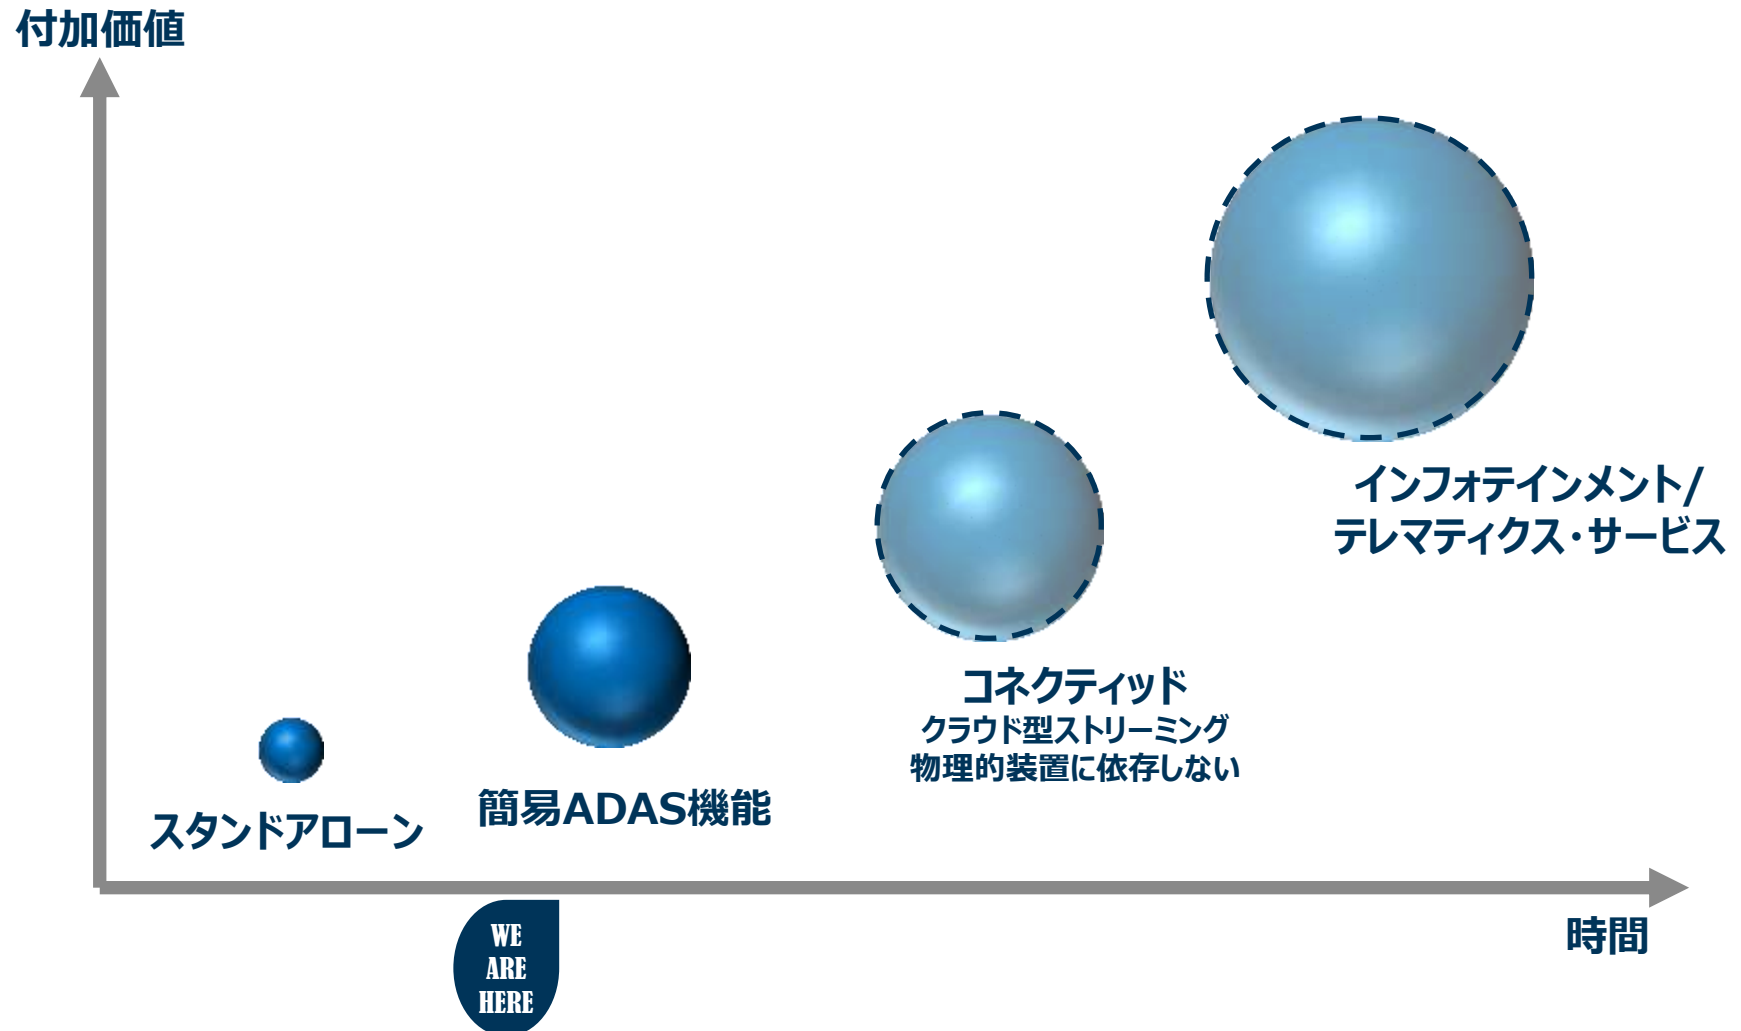 付加価値
インフォテインメント/
テレマティクス・サービス
コネクティッド
クラウド型ストリーミング
物理的装置に依存しない
簡易ADAS機能
スタンドアローン
時間
WE
ARE
HERE